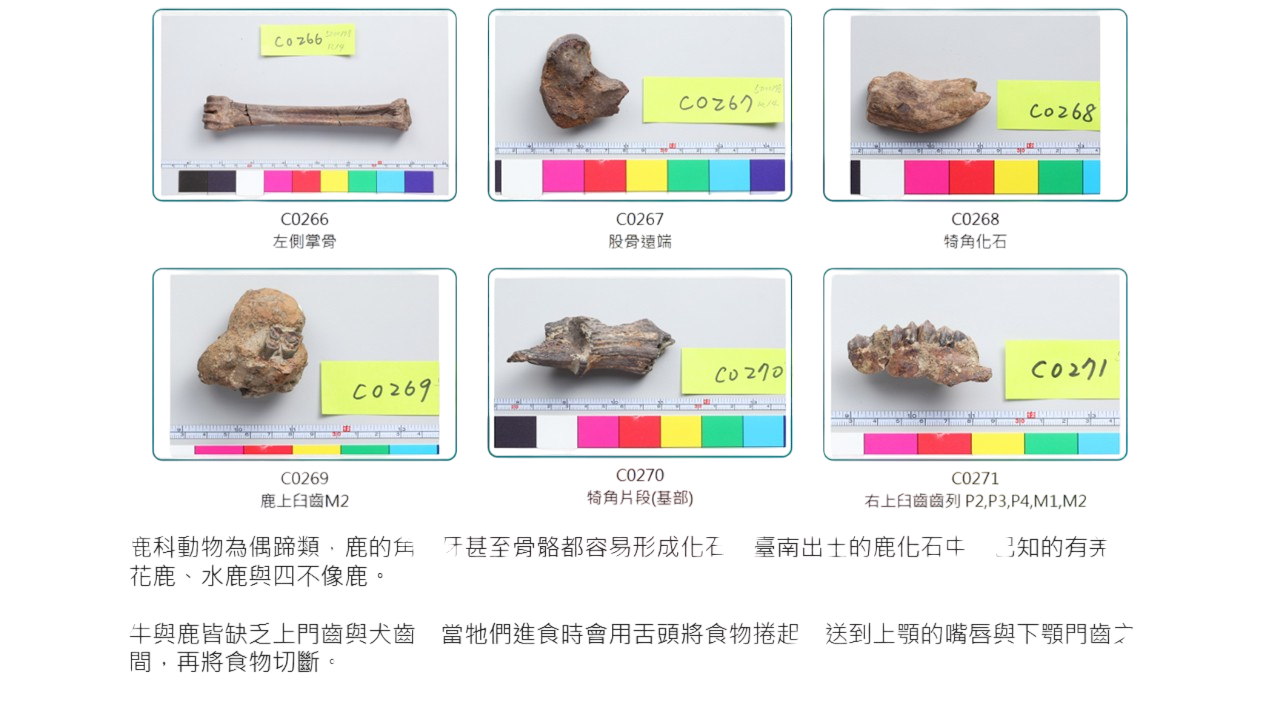 C0266
C0267
C0268
C0266
左側掌骨
C0267
股骨遠端
C0268
犄角化石
C0269
C0270
C0271
C0269
鹿上臼齒M2
C0270
犄角片段(基部)
C0271
右上臼齒齒列 P2,P3,P4,M1,M2
鹿科動物為偶蹄類，鹿的角 牙甚至骨骼都容易形成化石 臺南出土的鹿化石中 已知的有
花鹿、水鹿與四不像鹿。
牛與鹿皆缺乏上門齒與犬齒 當牠們進食時會用舌頭將食物捲起 送到上顎的嘴唇與下顎門齒之
間，再將食物切斷。